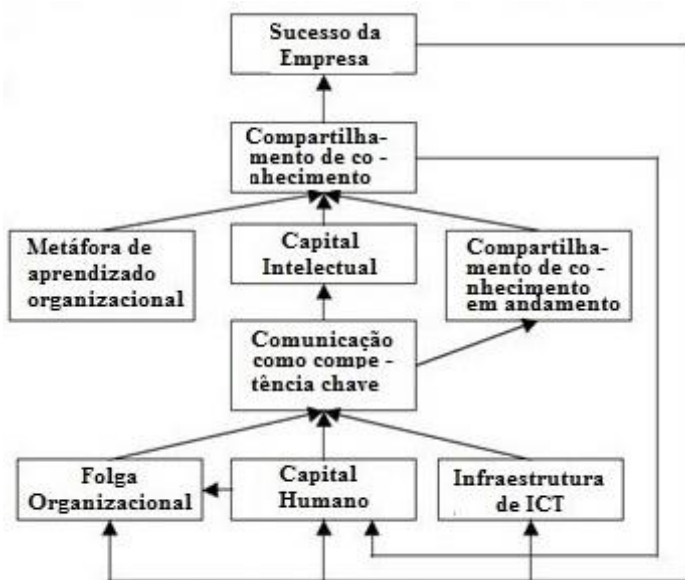 Sucesso da
Empresa
Compartilha-
mento de co -
nhecimento
Metáfora de
aprendizado
organizacional
Capital
Intelectual
Compartilha-
mento de co -
nhecimento
em andamento
Comunicação
como compe -
tência chave
Folga
Organizacional
Capital
Humano
Infraestrutura
de ICT